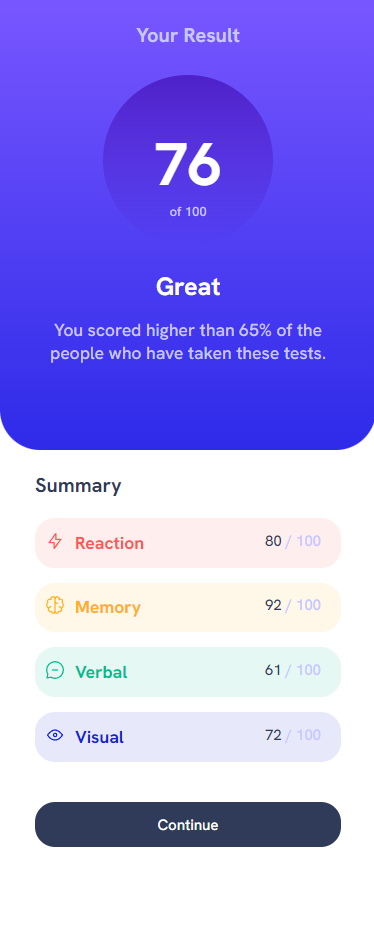 Your Result
76
of 100
Great
You scored higher than 65% of the
people who have taken these tests.
Summary
Reaction 80 / 100
Memory 92 / 100
Verbal 61 / 100
Visual 72 / 100
Continue